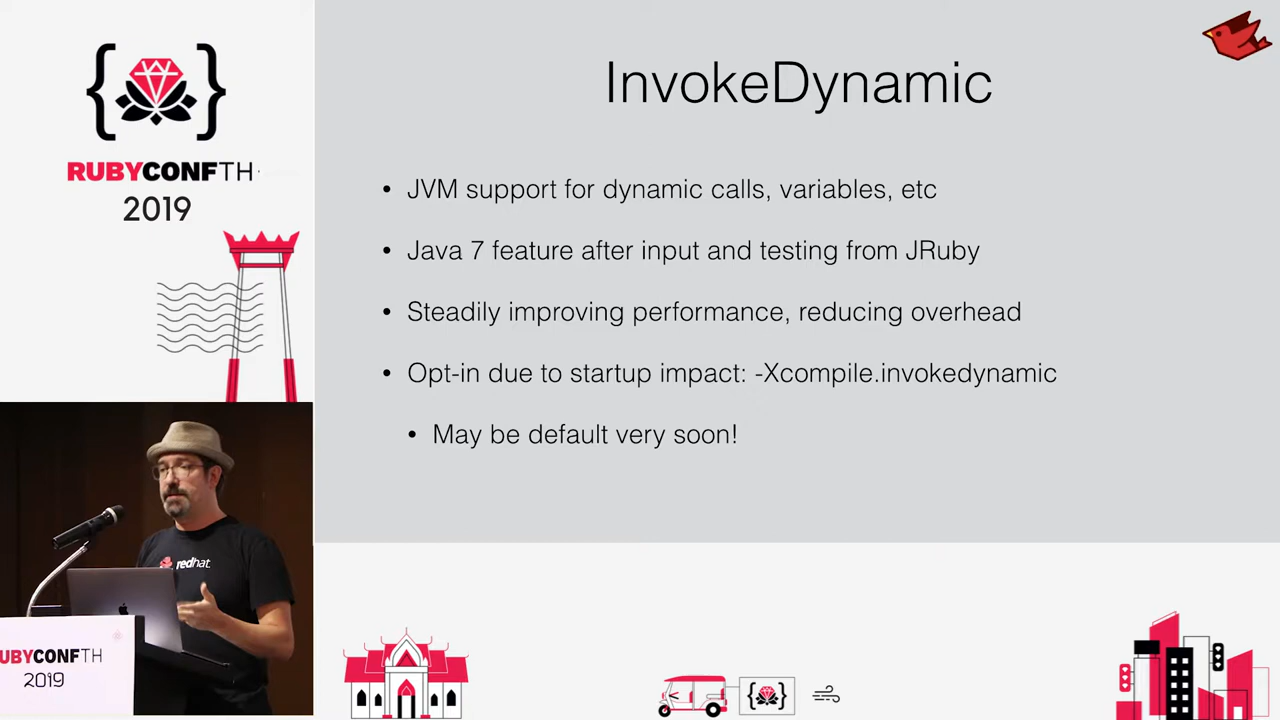 RUBYCONFTH
2019
InvokeDynamic
• JVM support for dynamic calls, variables, etc
• Java 7 feature after input and testing from JRuby
• Steadily improving performance, reducing overhead
• Opt-in due to startup impact: -Xcompile.invokedynamic
• May be default very soon!
redhat.
UBYCONFTH
2019